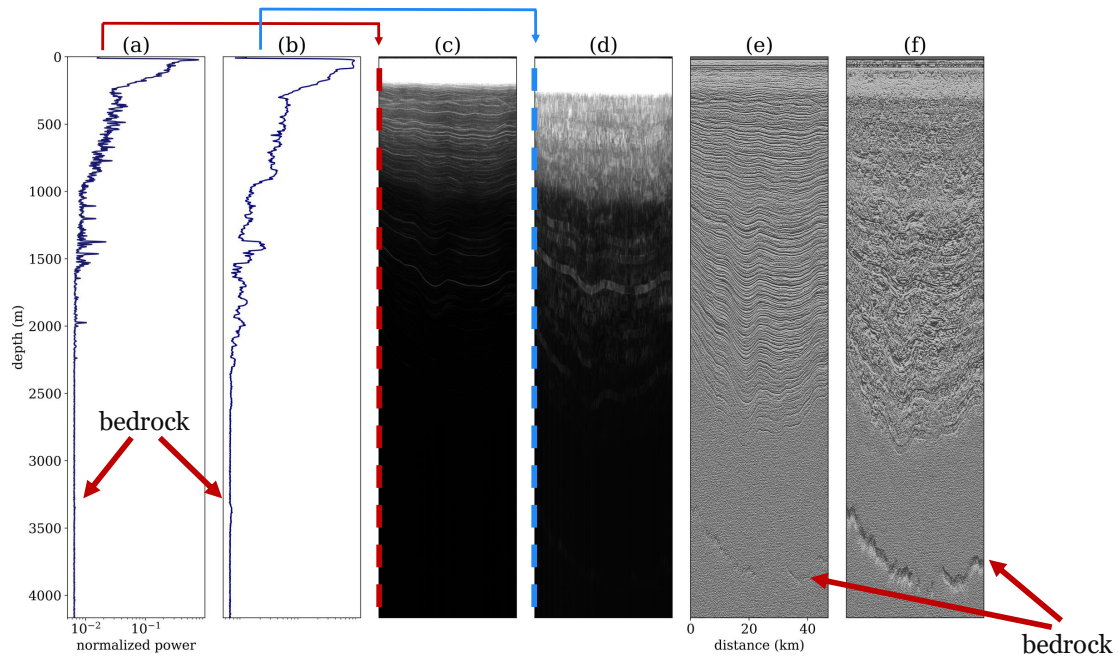 (a) (b) (c) (d) (e) (f)
0
500
1000
1500
2000
2500
3000
3500
4000
depth (m)
bedrock
10⁻² 10⁻¹
normalized power
0 20 40
distance (km)
bedrock